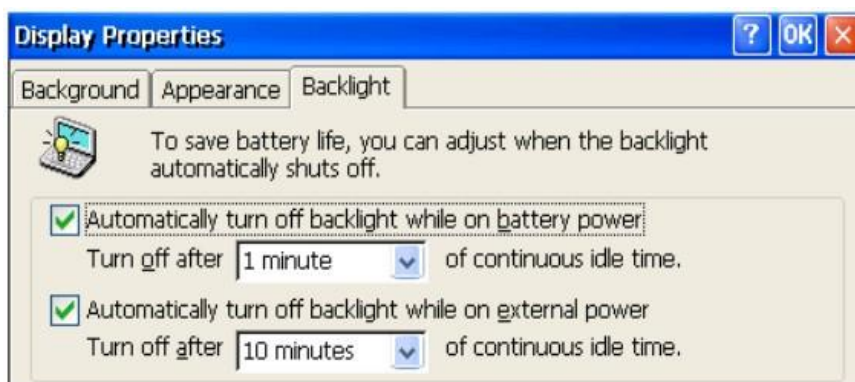 Display Properties ? OK ×
Background Appearance Backlight
To save battery life, you can adjust when the backlight
automatically shuts off.
Automatically turn off backlight while on battery power
Turn off after 1 minute of continuous idle time.
Automatically turn off backlight while on external power
Turn off after 10 minutes of continuous idle time.